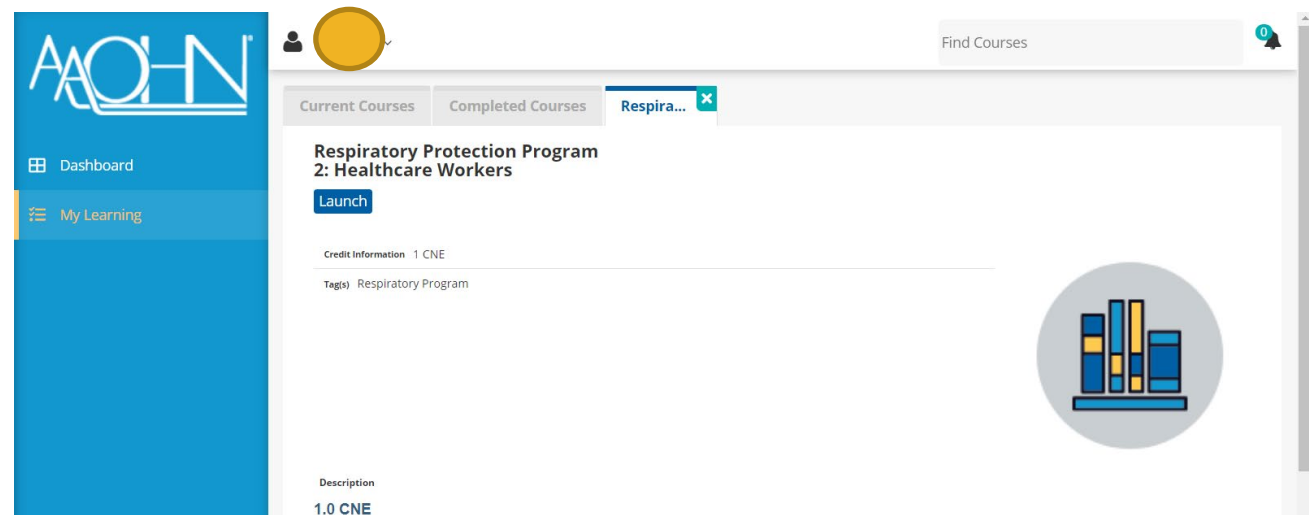 AAOHN
Find Courses
0
Current Courses Completed Courses Respira... x
Dashboard
My Learning
Respiratory Protection Program
2: Healthcare Workers
Launch
Credit Information 1 CNE
Tag(s) Respiratory Program
Description
1.0 CNE